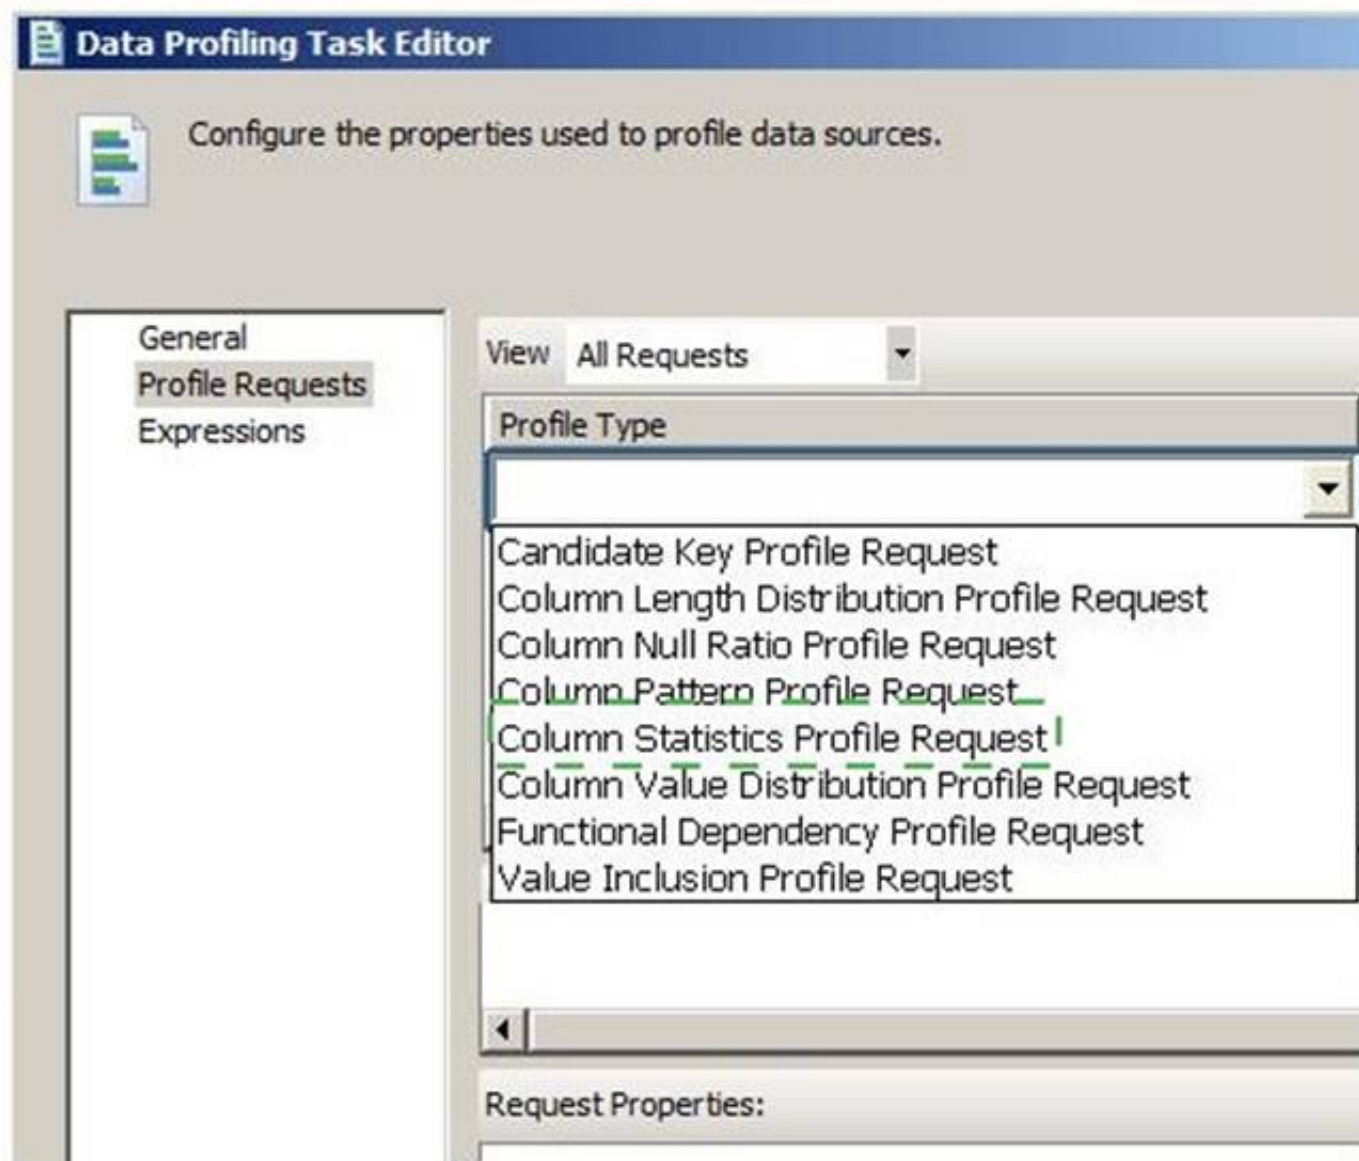 Data Profiling Task Editor
Configure the properties used to profile data sources.
General
Profile Requests
Expressions
View All Requests
Profile Type
Candidate Key Profile Request
Column Length Distribution Profile Request
Column Null Ratio Profile Request
Column Pattern Profile Request
Column Statistics Profile Request
Column Value Distribution Profile Request
Functional Dependency Profile Request
Value Inclusion Profile Request
Request Properties: